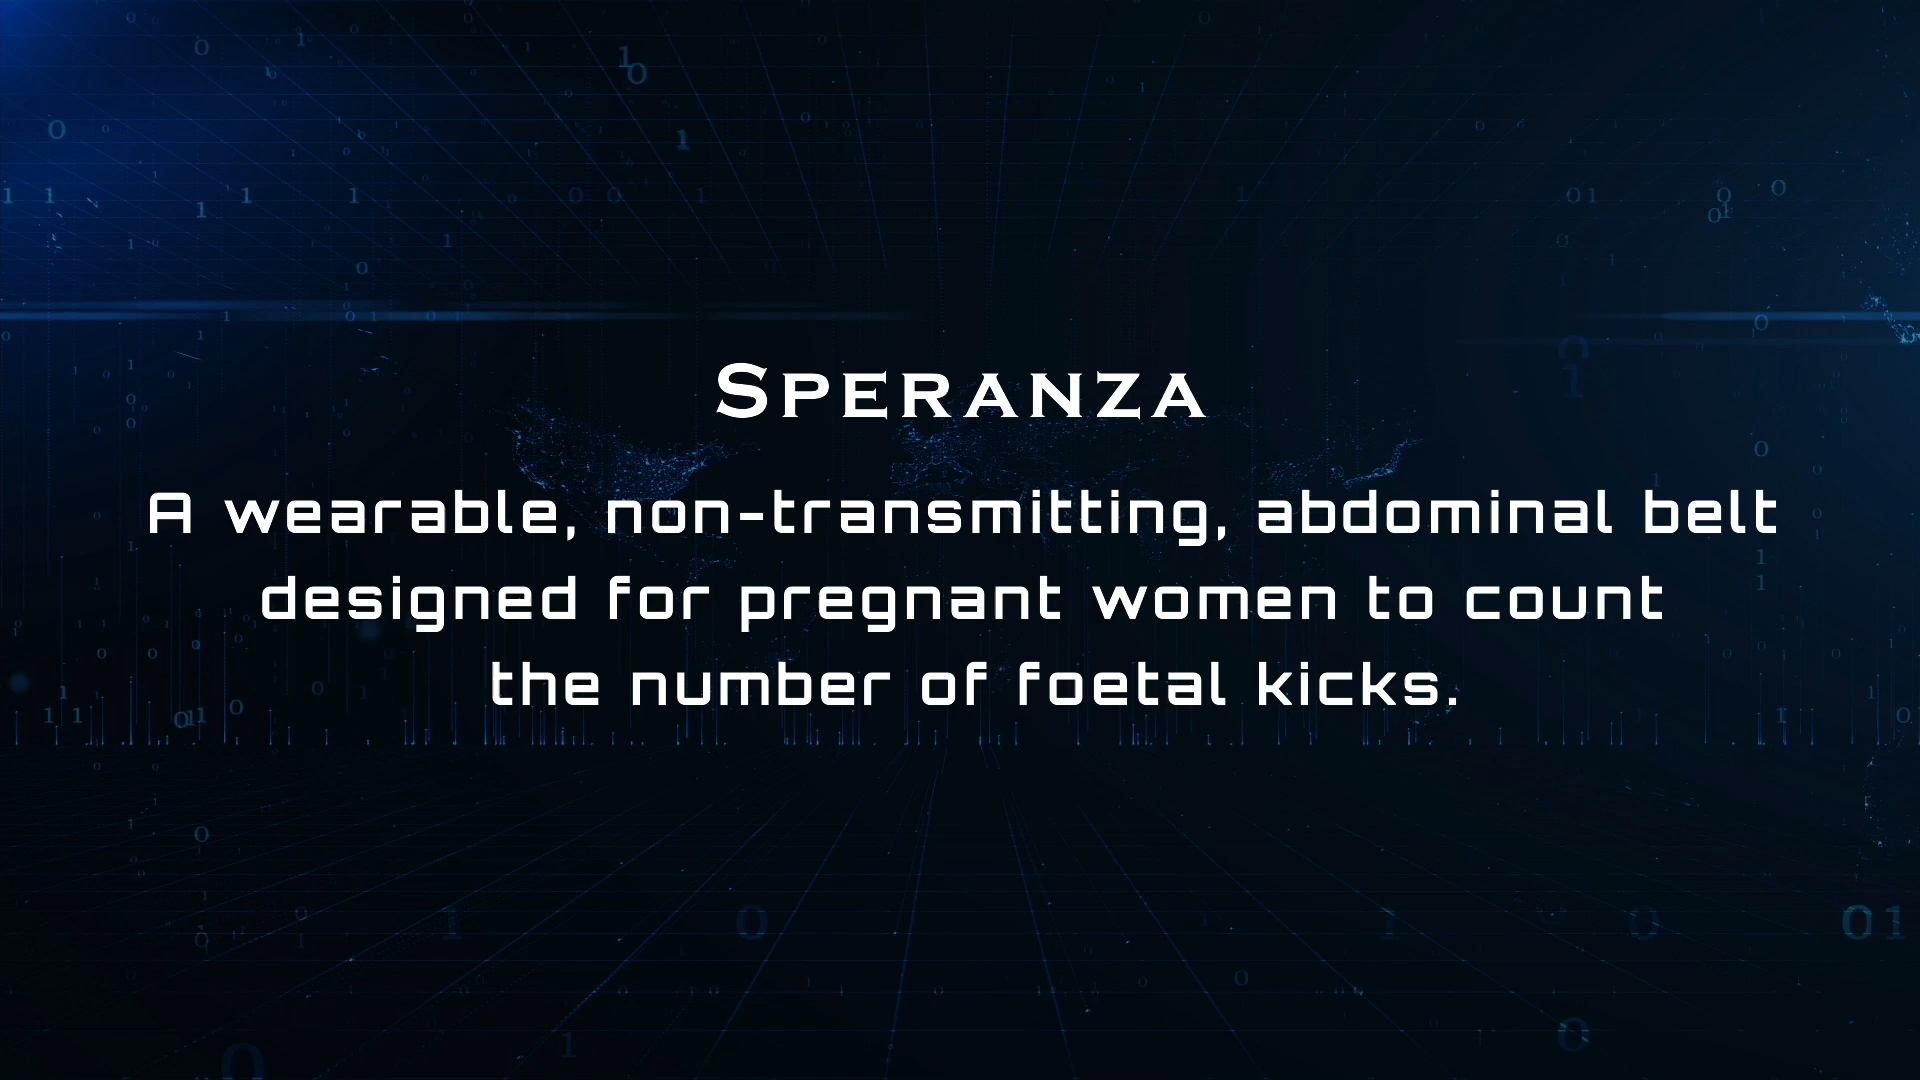 Speranza
A wearable, non-transmitting, abdominal belt
designed for pregnant women to count
the number of foetal kicks.